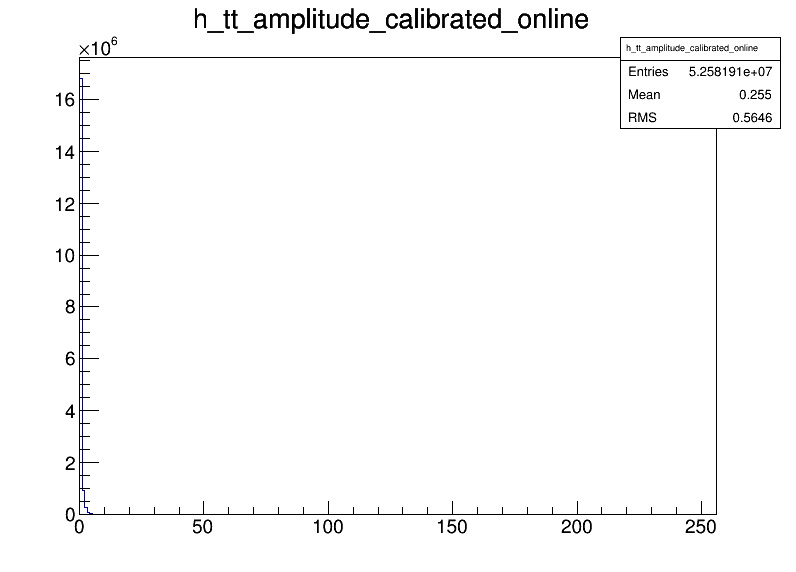 h_tt_amplitude_calibrated_online
×10⁶
h_tt_amplitude_calibrated_online
Entries 5.258191e+07
Mean 0.255
RMS 0.5646
16
14
12
10
8
6
4
2
0
0 50 100 150 200 250